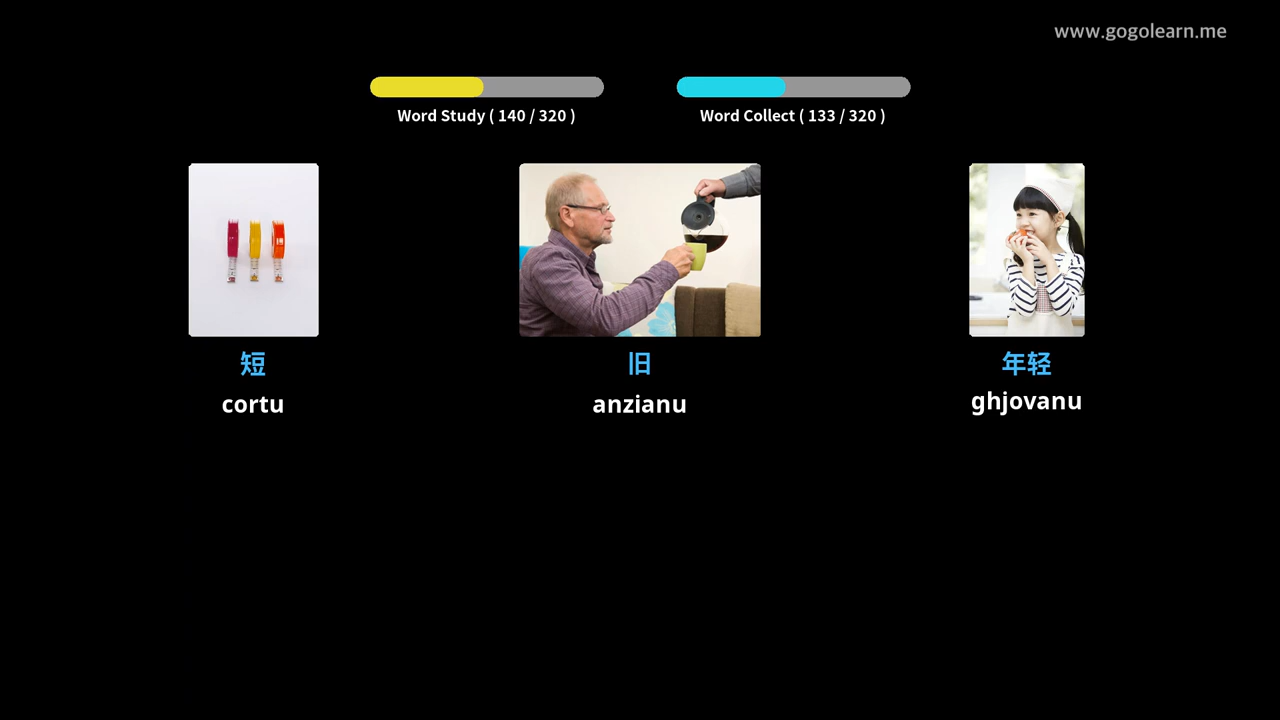 www.gogolearn.me
Word Study ( 140 / 320 )
Word Collect ( 133 / 320 )
短
旧
年轻
cortu
anzianu
ghjovanu